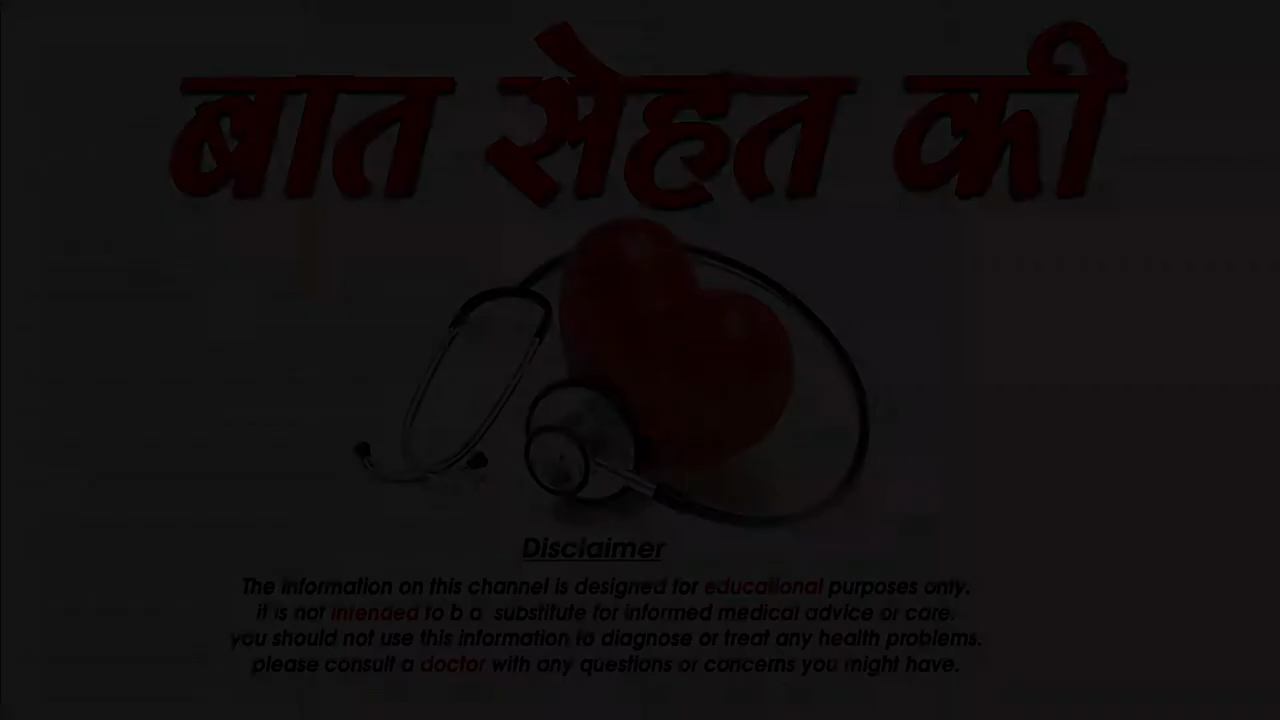 बात सेहत की
Disclaimer
The information on this channel is designed for educational purposes only.
it is not intended to b a substitute for informed medical advice or care.
you should not use this information to diagnose or treat any health problems.
please consult a doctor with any questions or concerns you might have.